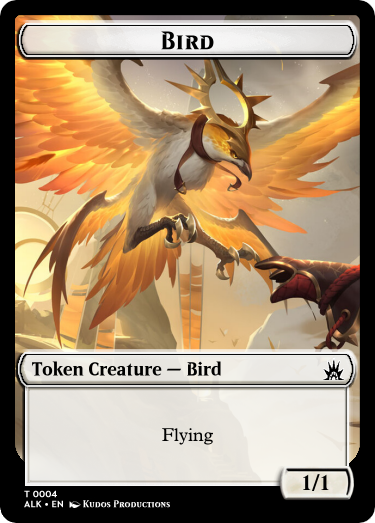 Bird
Token Creature — Bird
Flying
1/1
T 0004
ALK • EN Kudos Productions